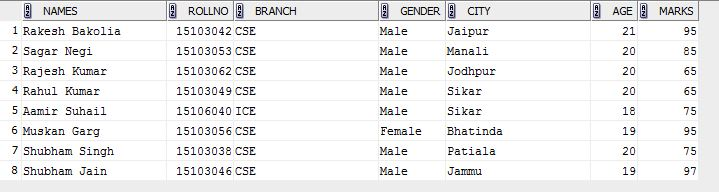 NAMES ROLLNO BRANCH GENDER CITY AGE MARKS
1 Rakesh Bakolia 15103042 CSE Male Jaipur 21 95
2 Sagar Negi 15103053 CSE Male Manali 20 85
3 Rajesh Kumar 15103062 CSE Male Jodhpur 20 65
4 Rahul Kumar 15103049 CSE Male Sikar 20 65
5 Aamir Suhail 15106040 ICE Male Sikar 18 75
6 Muskan Garg 15103056 CSE Female Bhatinda 19 95
7 Shubham Singh 15103038 CSE Male Patiala 20 75
8 Shubham Jain 15103046 CSE Male Jammu 19 97